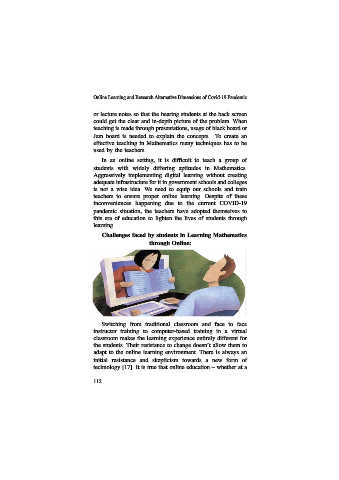 Online Learning and Research Alternative Dimensions of Covid-19 Pandemic
or lecture notes so that the hearing students at the back screen
could get the clear and in-depth picture of the problem. When
teaching is made through presentations, usage of black board or
Jam board is needed to explain the concepts. To create an
effective teaching in Mathematics many techniques has to be
used by the teachers.
In an online setting, it is difficult to teach a group of
students with widely differing aptitudes in Mathematics.
Aggressively implementing digital learning without creating
adequate infrastructure for it in government schools and colleges
is not a wise idea. We need to equip our schools and train
teachers to ensure proper online learning. Despite of these
inconveniences happening due to the current COVID-19
pandemic situation, the teachers have adopted themselves to
this era of education to lighten the lives of students through
learning.
Challenges faced by students in Learning Mathematics
through Online:
Switching from traditional classroom and face to face
instructor training to computer-based training in a virtual
classroom makes the learning experience entirely different for
the students. Their resistance to change doesn't allow them to
adapt to the online learning environment. There is always an
initial resistance and skepticism towards a new form of
technology [17]. It is true that online education – whether at a
112